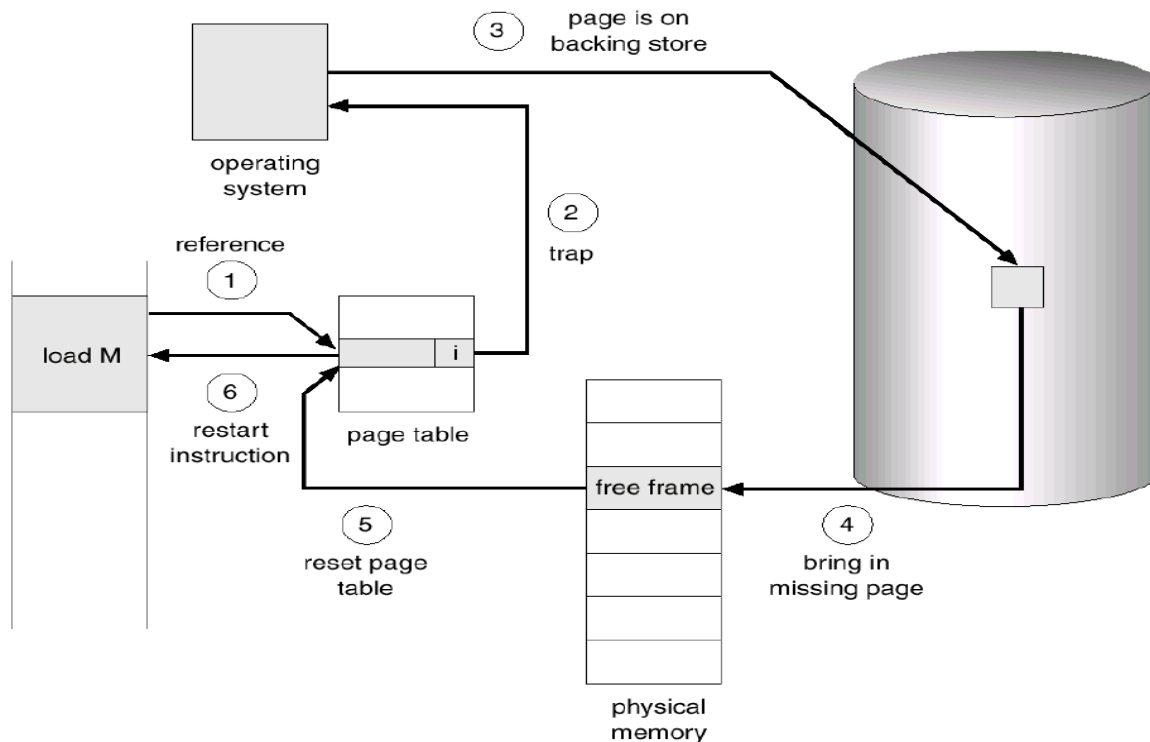 3
page is on
backing store
operating
system
2
trap
reference
1
load M
i
6
restart
instruction
page table
free frame
5
reset page
table
4
bring in
missing page
physical
memory